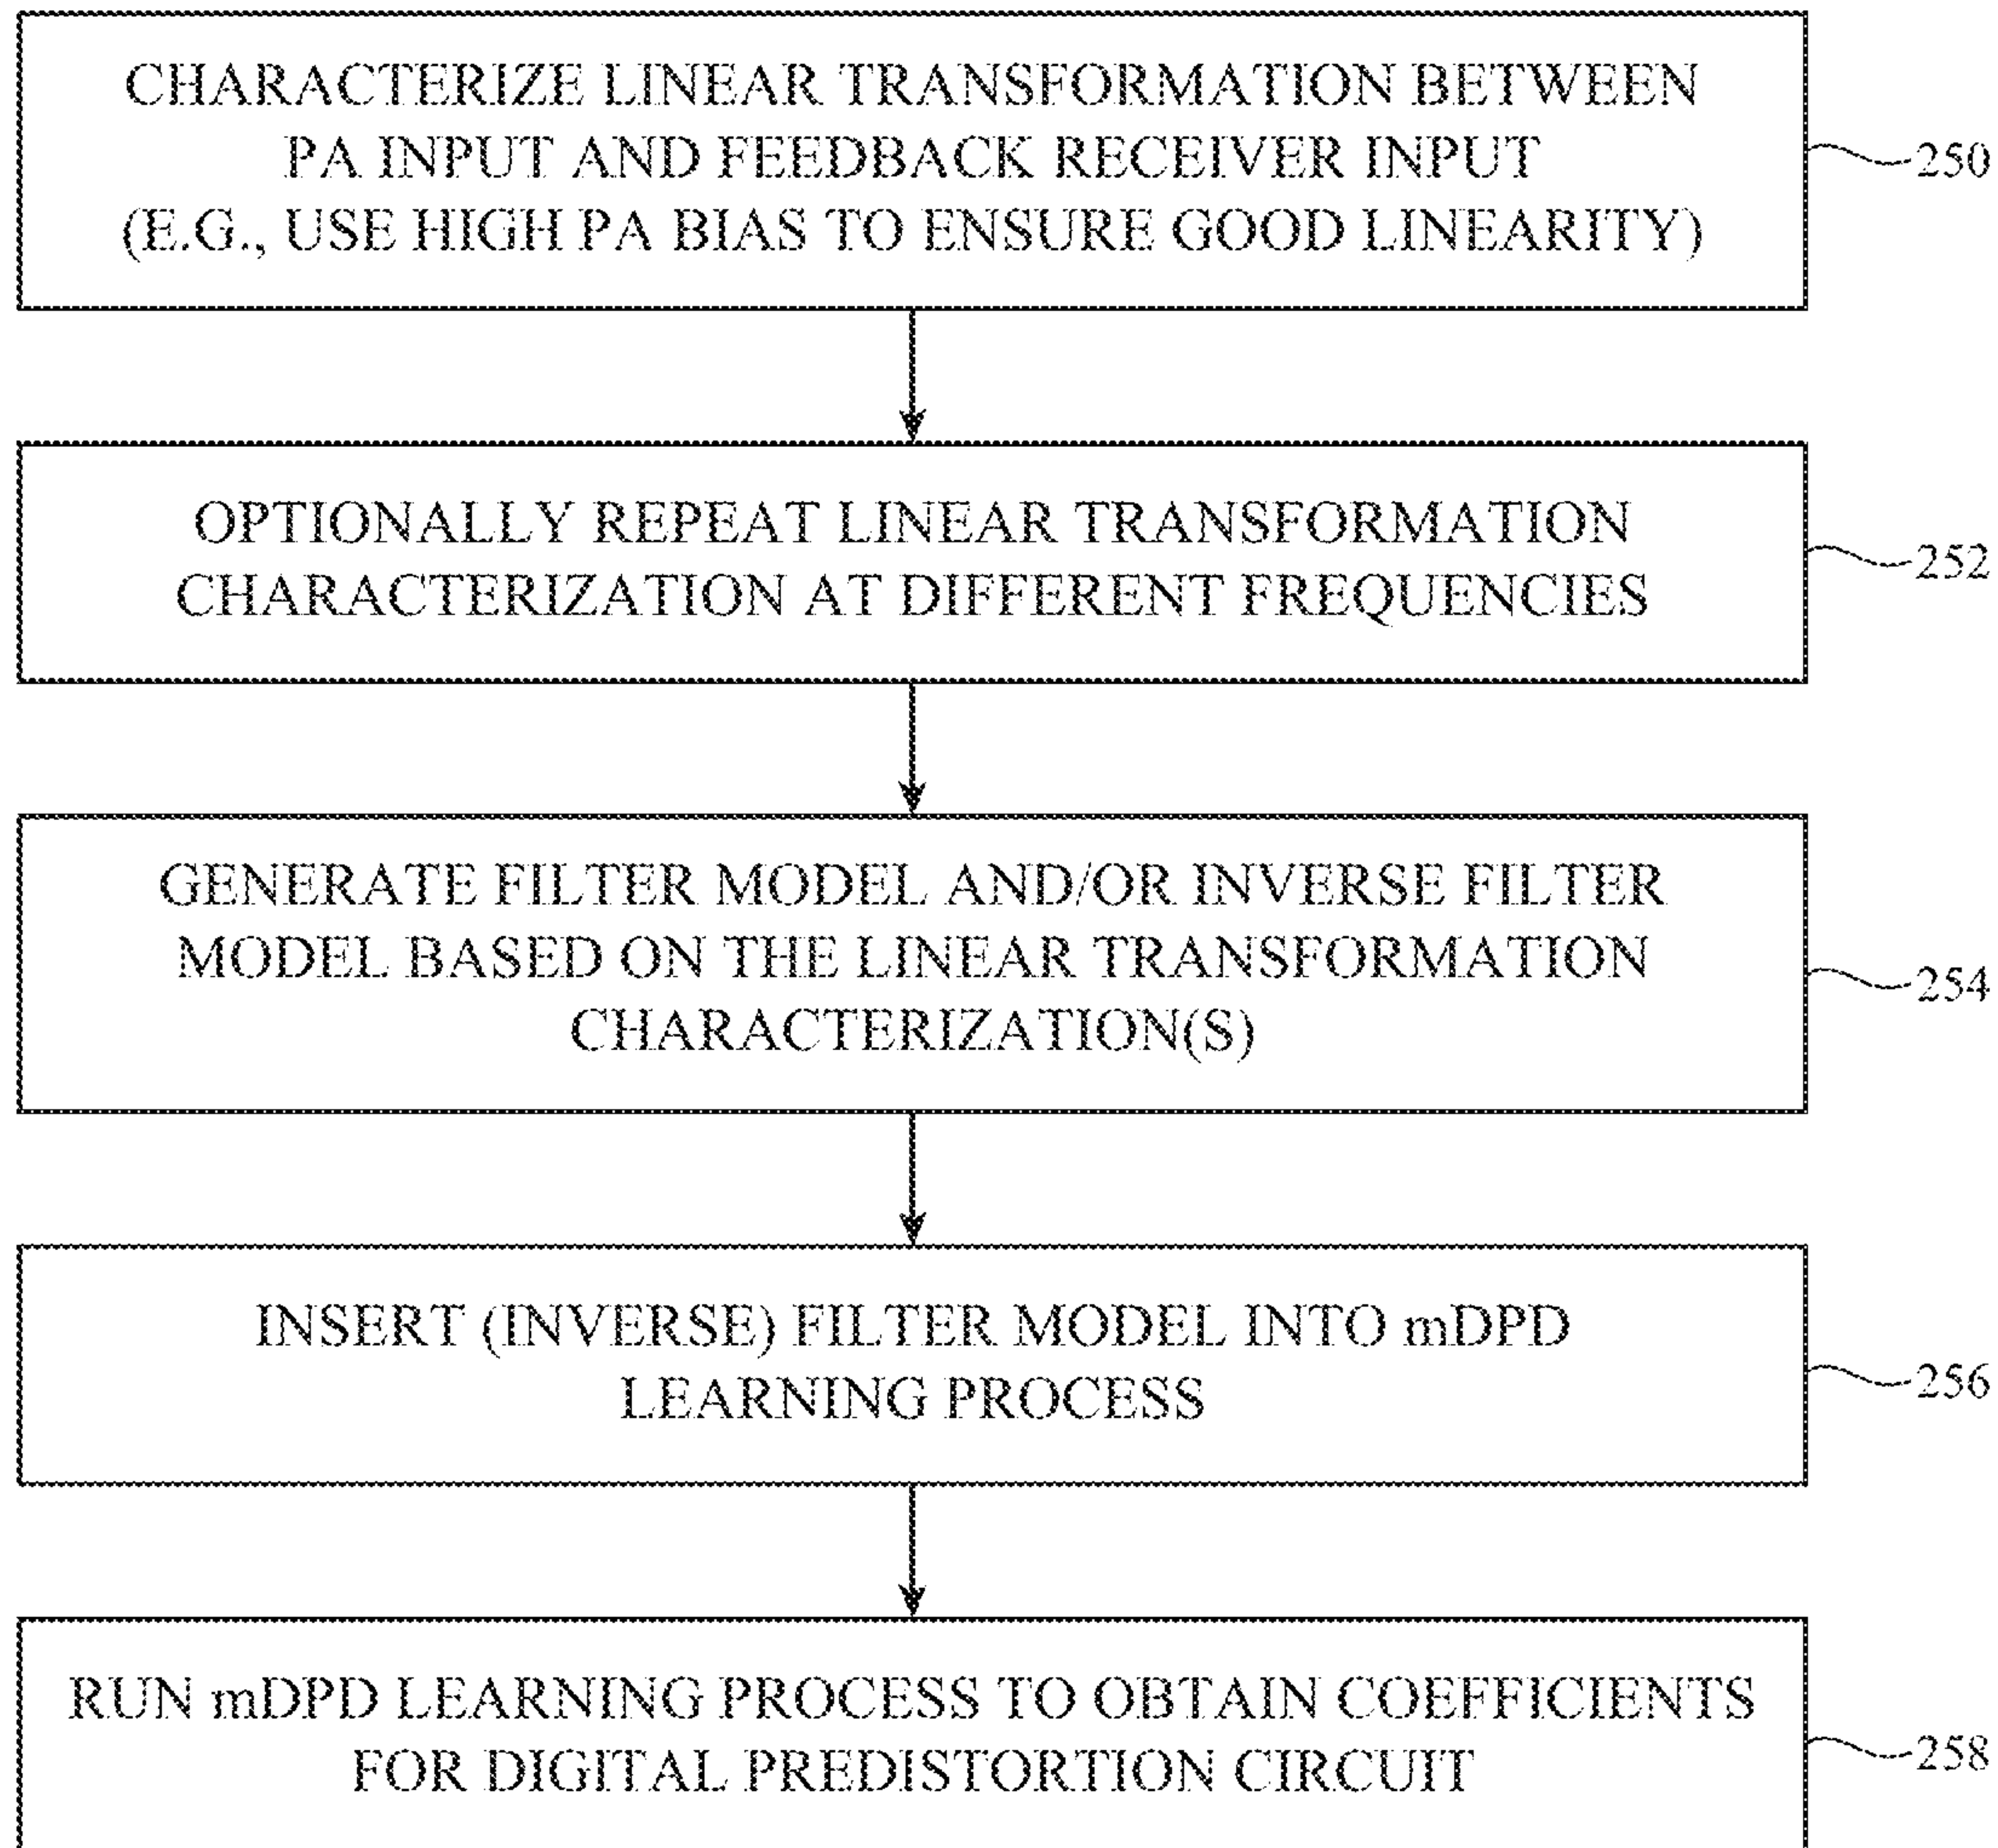 CHARACTERIZE LINEAR TRANSFORMATION BETWEEN
PA INPUT AND FEEDBACK RECEIVER INPUT
(E.G., USE HIGH PA BIAS TO ENSURE GOOD LINEARITY)
250
OPTIONALLY REPEAT LINEAR TRANSFORMATION
CHARACTERIZATION AT DIFFERENT FREQUENCIES
252
GENERATE FILTER MODEL AND/OR INVERSE FILTER
MODEL BASED ON THE LINEAR TRANSFORMATION
CHARACTERIZATION(S)
254
INSERT (INVERSE) FILTER MODEL INTO mDPD
LEARNING PROCESS
256
RUN mDPD LEARNING PROCESS TO OBTAIN COEFFICIENTS
FOR DIGITAL PREDISTORTION CIRCUIT
258